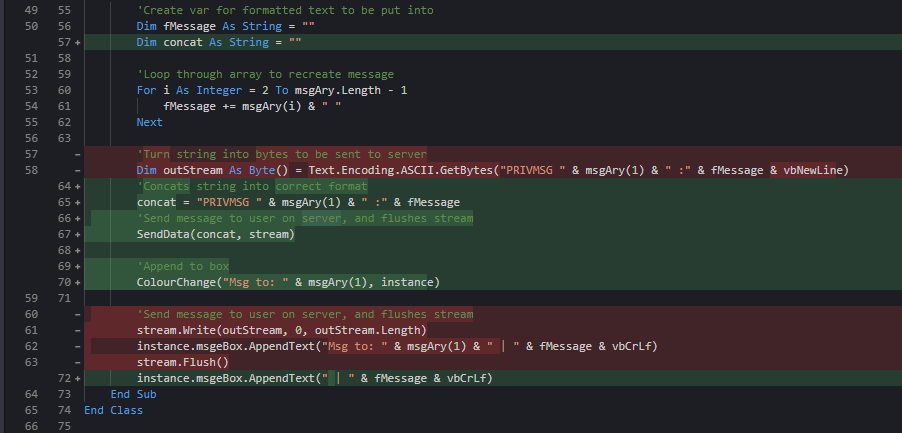 49 55 'Create var for formatted text to be put into
50 56 Dim fMessage As String = ""
57 + Dim concat As String = ""
51 58
52 59 'Loop through array to recreate message
53 60 For i As Integer = 2 To msgAry.Length - 1
54 61 fMessage += msgAry(i) & " "
55 62 Next
56 63
57 - 'Turn string into bytes to be sent to server
58 - Dim outStream As Byte() = Text.Encoding.ASCII.GetBytes("PRIVMSG " & msgAry(1) & " :" & fMessage & vbNewLine)
64 + 'Concats string into correct format
65 + concat = "PRIVMSG " & msgAry(1) & " :" & fMessage
66 + 'Send message to user on server, and flushes stream
67 + SendData(concat, stream)
68 +
69 + 'Append to box
70 + ColourChange("Msg to: " & msgAry(1), instance)
59 71
60 - 'Send message to user on server, and flushes stream
61 - stream.Write(outStream, 0, outStream.Length)
62 - instance.msgeBox.AppendText("Msg to: " & msgAry(1) & " | " & fMessage & vbCrLf)
63 - stream.Flush()
72 + instance.msgeBox.AppendText(" | " & fMessage & vbCrLf)
64 73 End Sub
65 74 End Class
66 75